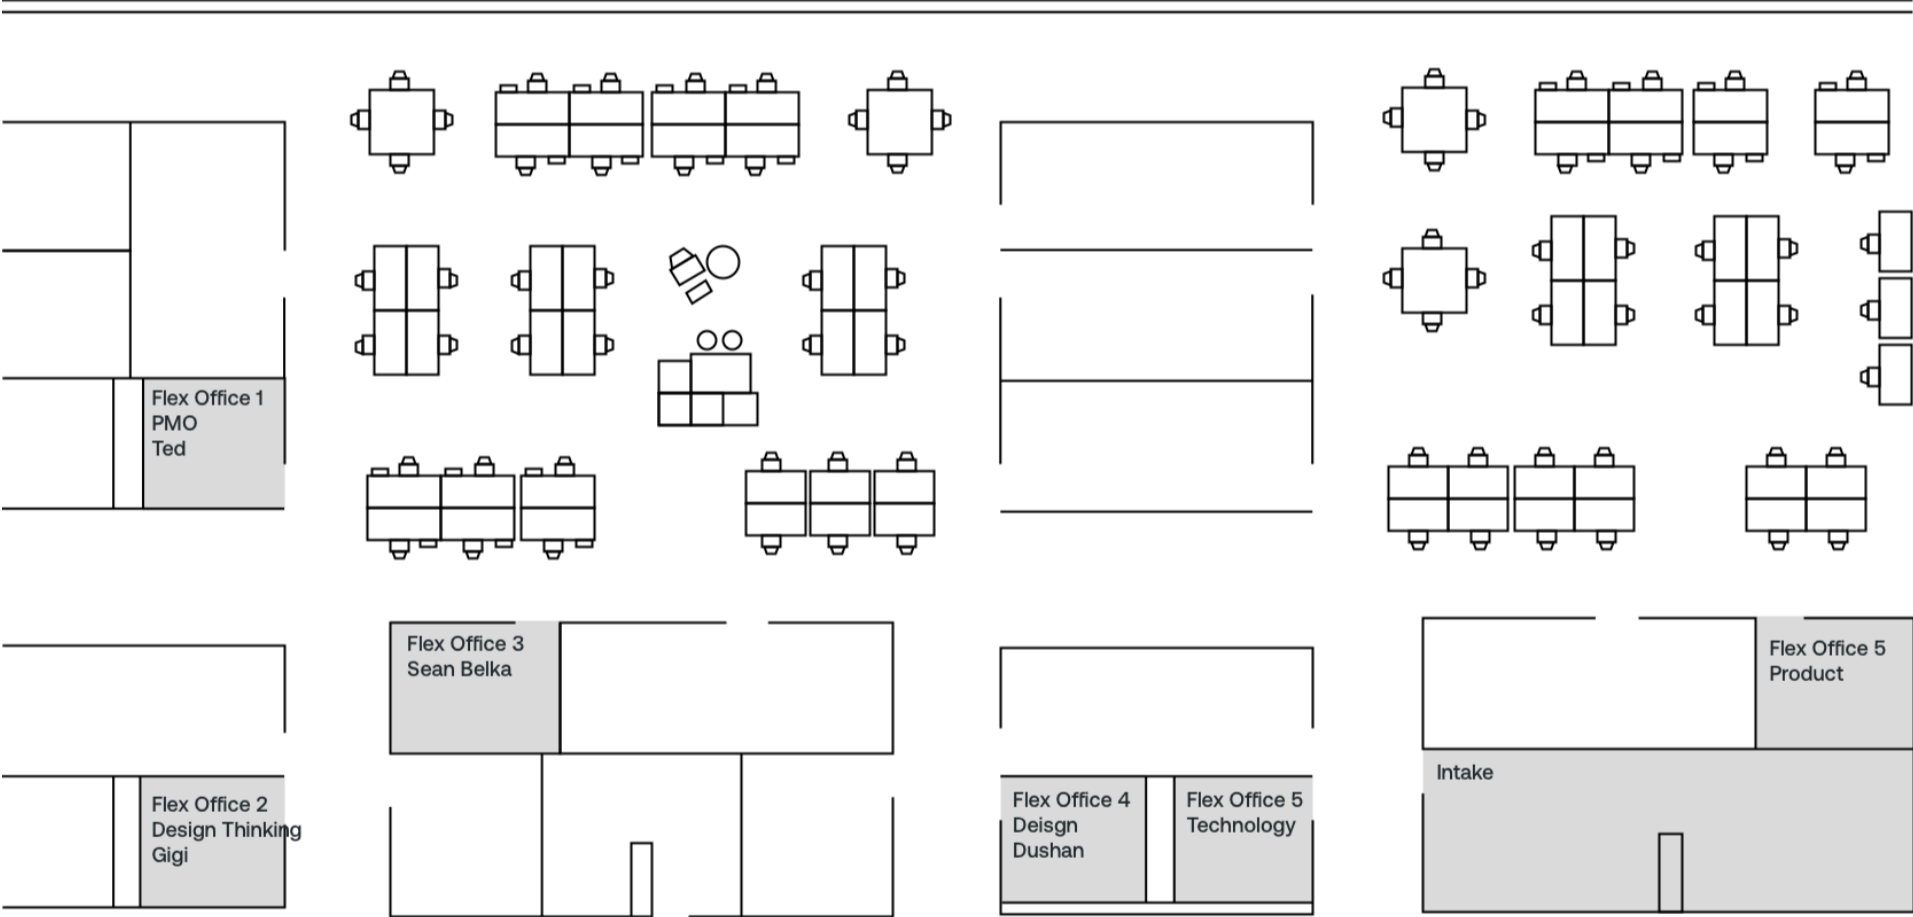 Flex Office 1
PMO
Ted
Flex Office 3
Sean Belka
Flex Office 5
Product
Intake
Flex Office 2
Design Thinking
Gigi
Flex Office 4
Deisgn
Dushan
Flex Office 5
Technology